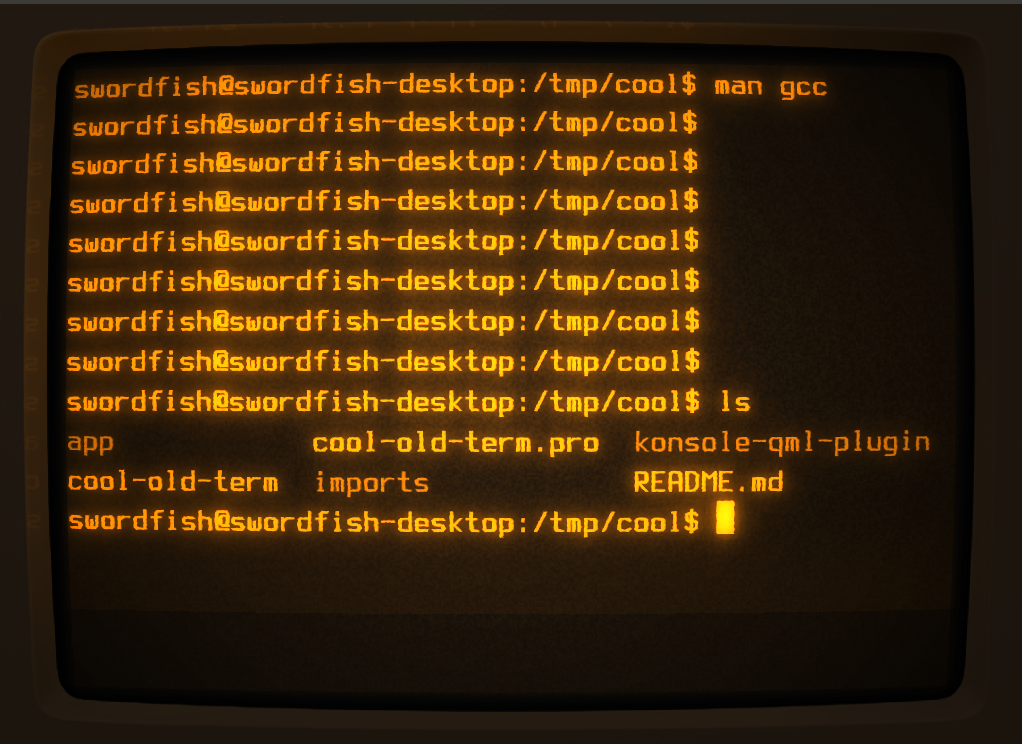 swordfish@swordfish-desktop:/tmp/cool$ man gcc
swordfish@swordfish-desktop:/tmp/cool$
swordfish@swordfish-desktop:/tmp/cool$
swordfish@swordfish-desktop:/tmp/cool$
swordfish@swordfish-desktop:/tmp/cool$
swordfish@swordfish-desktop:/tmp/cool$
swordfish@swordfish-desktop:/tmp/cool$
swordfish@swordfish-desktop:/tmp/cool$
swordfish@swordfish-desktop:/tmp/cool$ ls
app cool-old-term.pro konsole-qml-plugin
cool-old-term imports README.md
swordfish@swordfish-desktop:/tmp/cool$